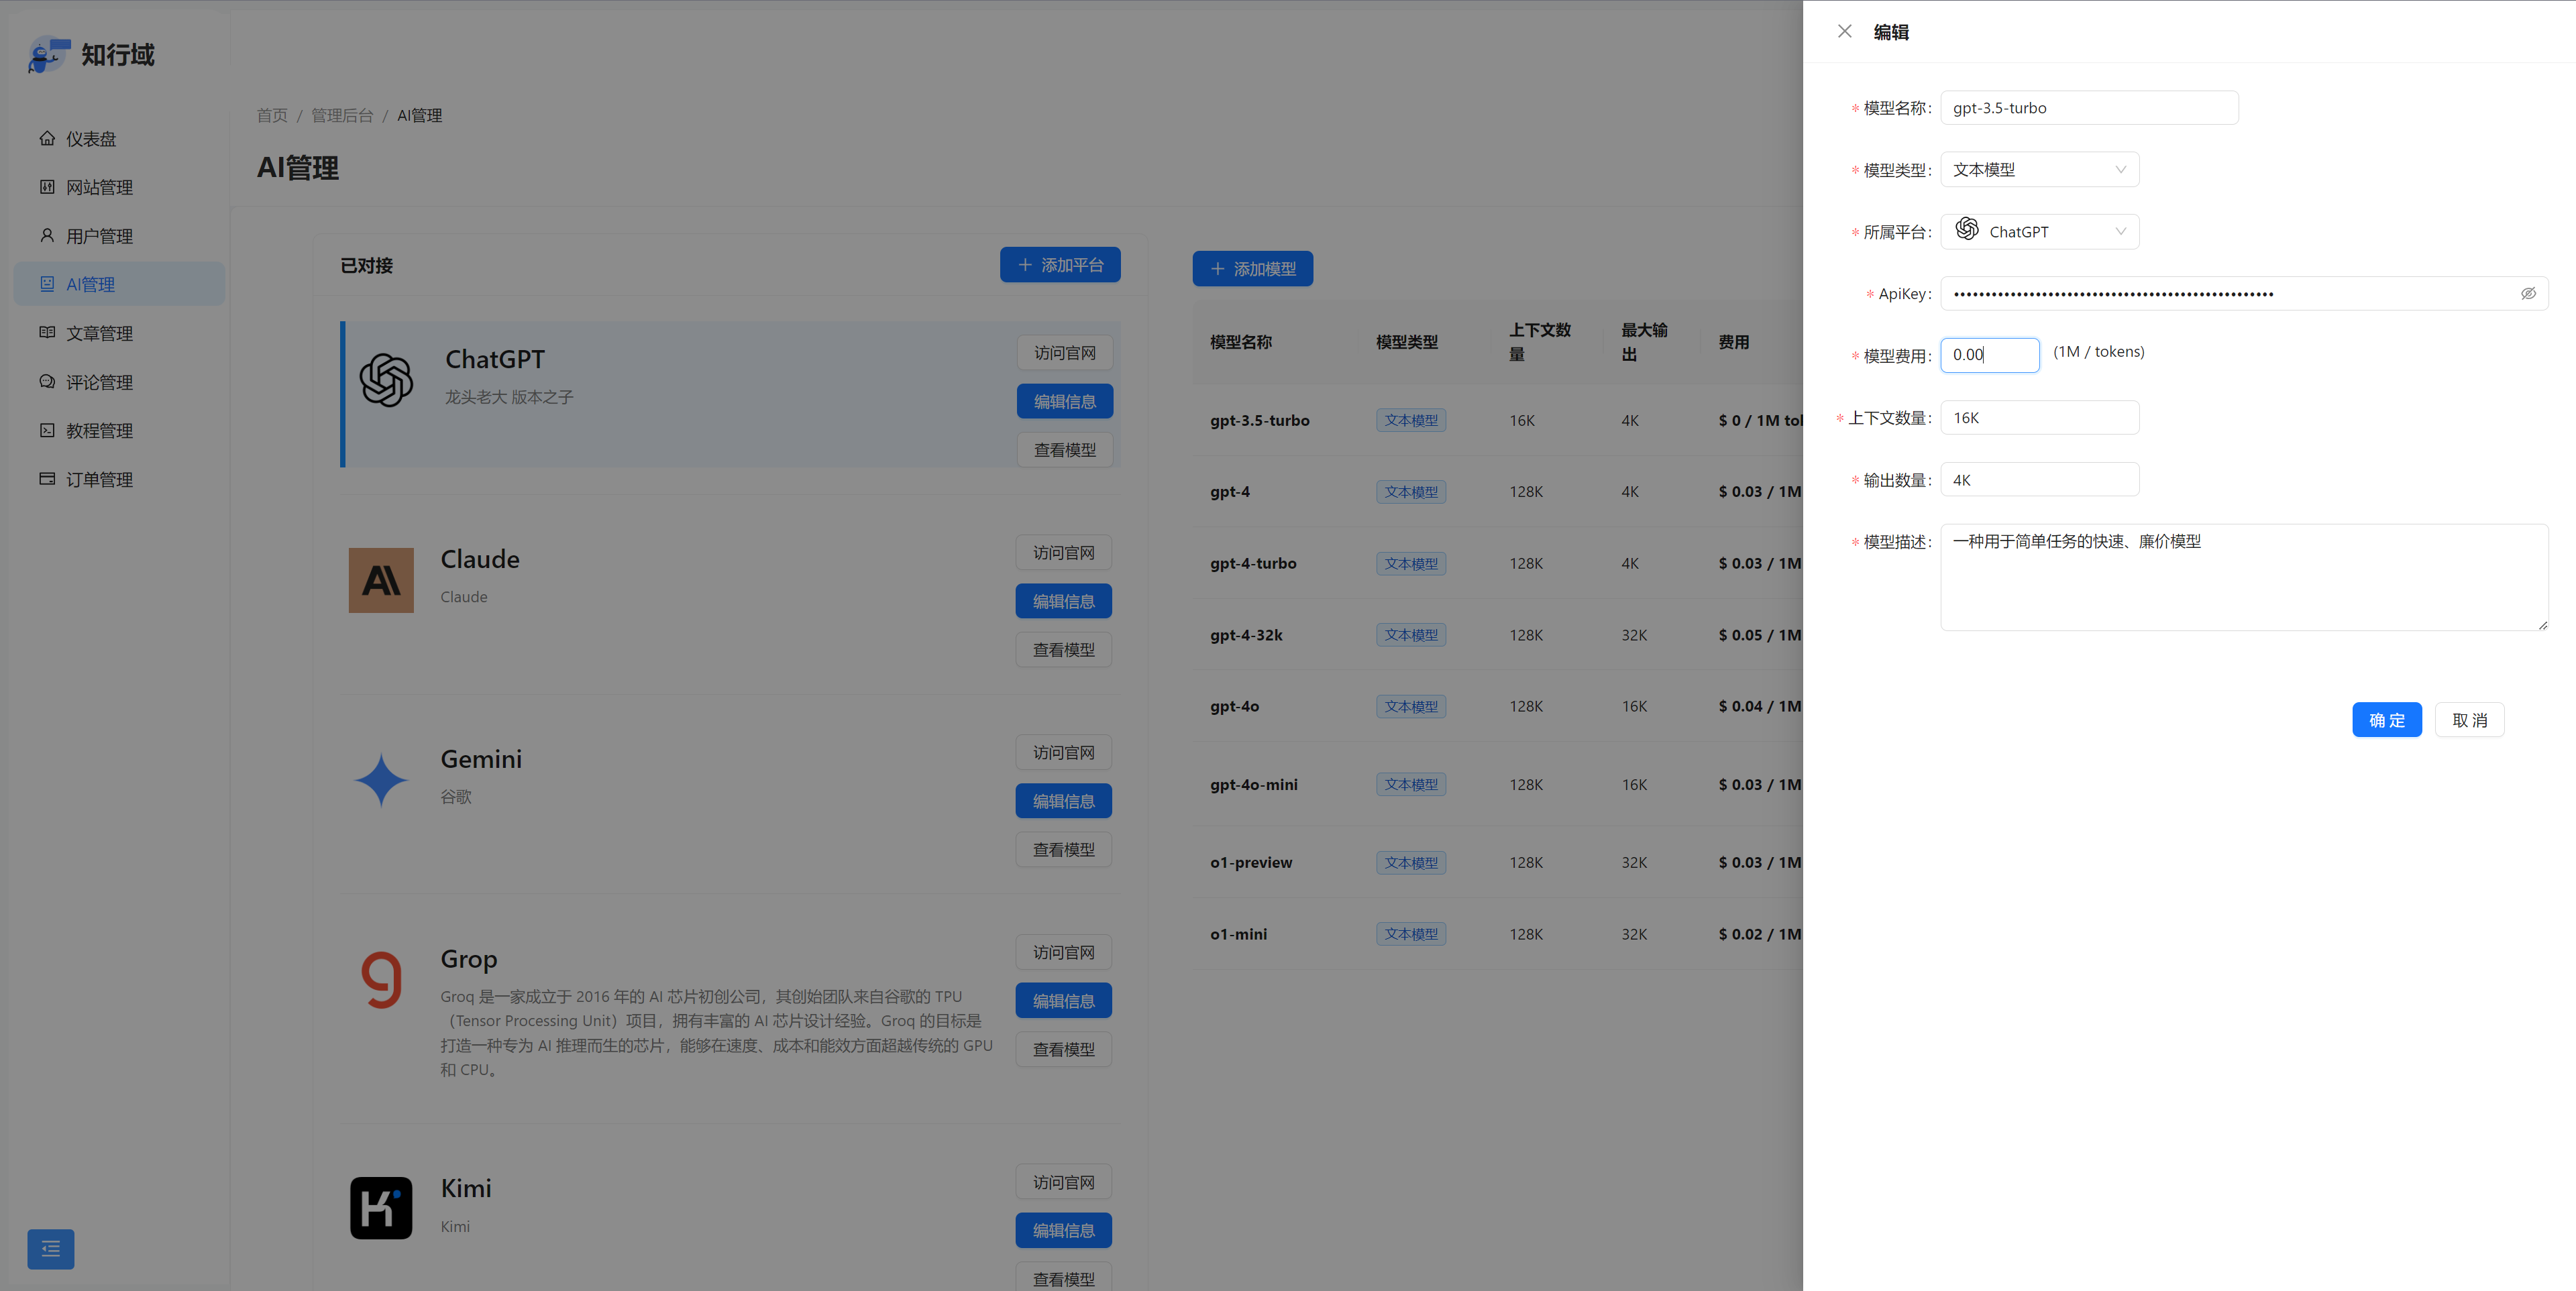 知行域
仪表盘
网站管理
用户管理
AI管理
文章管理
评论管理
教程管理
订单管理
首页 / 管理后台 / AI管理
AI管理
已对接
添加平台
ChatGPT
龙头老大 版本之子
访问官网
编辑信息
查看模型
Claude
Claude
访问官网
编辑信息
查看模型
Gemini
谷歌
访问官网
编辑信息
查看模型
Grop
Groq 是一家成立于 2016 年的 AI 芯片初创公司，其创始团队来自谷歌的 TPU
（Tensor Processing Unit）项目，拥有丰富的 AI 芯片设计经验。Groq 的目标是
打造一种专为 AI 推理而生的芯片，能够在速度、成本和能效方面超越传统的 GPU
和 CPU。
访问官网
编辑信息
查看模型
Kimi
Kimi
访问官网
编辑信息
查看模型
添加模型
模型名称 模型类型 上下文数 最大输 费用
量 出
gpt-3.5-turbo 文本模型 16K 4K $ 0 / 1M tol
gpt-4 文本模型 128K 4K $ 0.03 / 1M
gpt-4-turbo 文本模型 128K 4K $ 0.03 / 1M
gpt-4-32k 文本模型 128K 32K $ 0.05 / 1M
gpt-4o 文本模型 128K 16K $ 0.04 / 1M
gpt-4o-mini 文本模型 128K 16K $ 0.03 / 1M
o1-preview 文本模型 128K 32K $ 0.03 / 1M
o1-mini 文本模型 128K 32K $ 0.02 / 1M
编辑
* 模型名称: gpt-3.5-turbo
* 模型类型: 文本模型
* 所属平台: ChatGPT
* ApiKey: ••••••••••••••••••••••••••••••••••••••••••••••••••
* 模型费用: 0.00 (1M / tokens)
* 上下文数量: 16K
* 输出数量: 4K
* 模型描述: 一种用于简单任务的快速、廉价模型
确 定
取 消